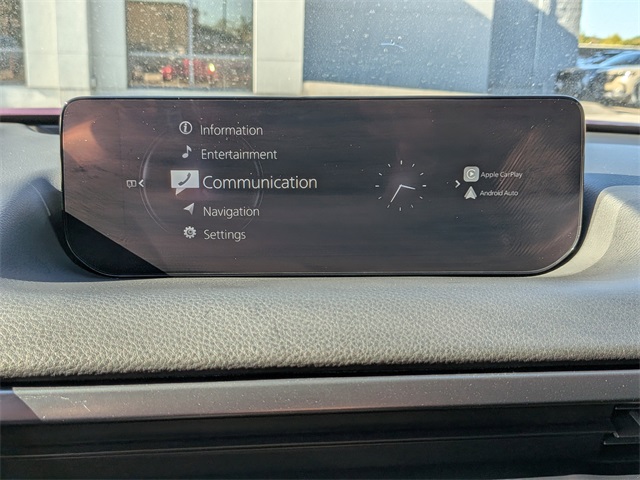 Information
Entertainment
Communication
Navigation
Settings
Apple CarPlay
Android Auto